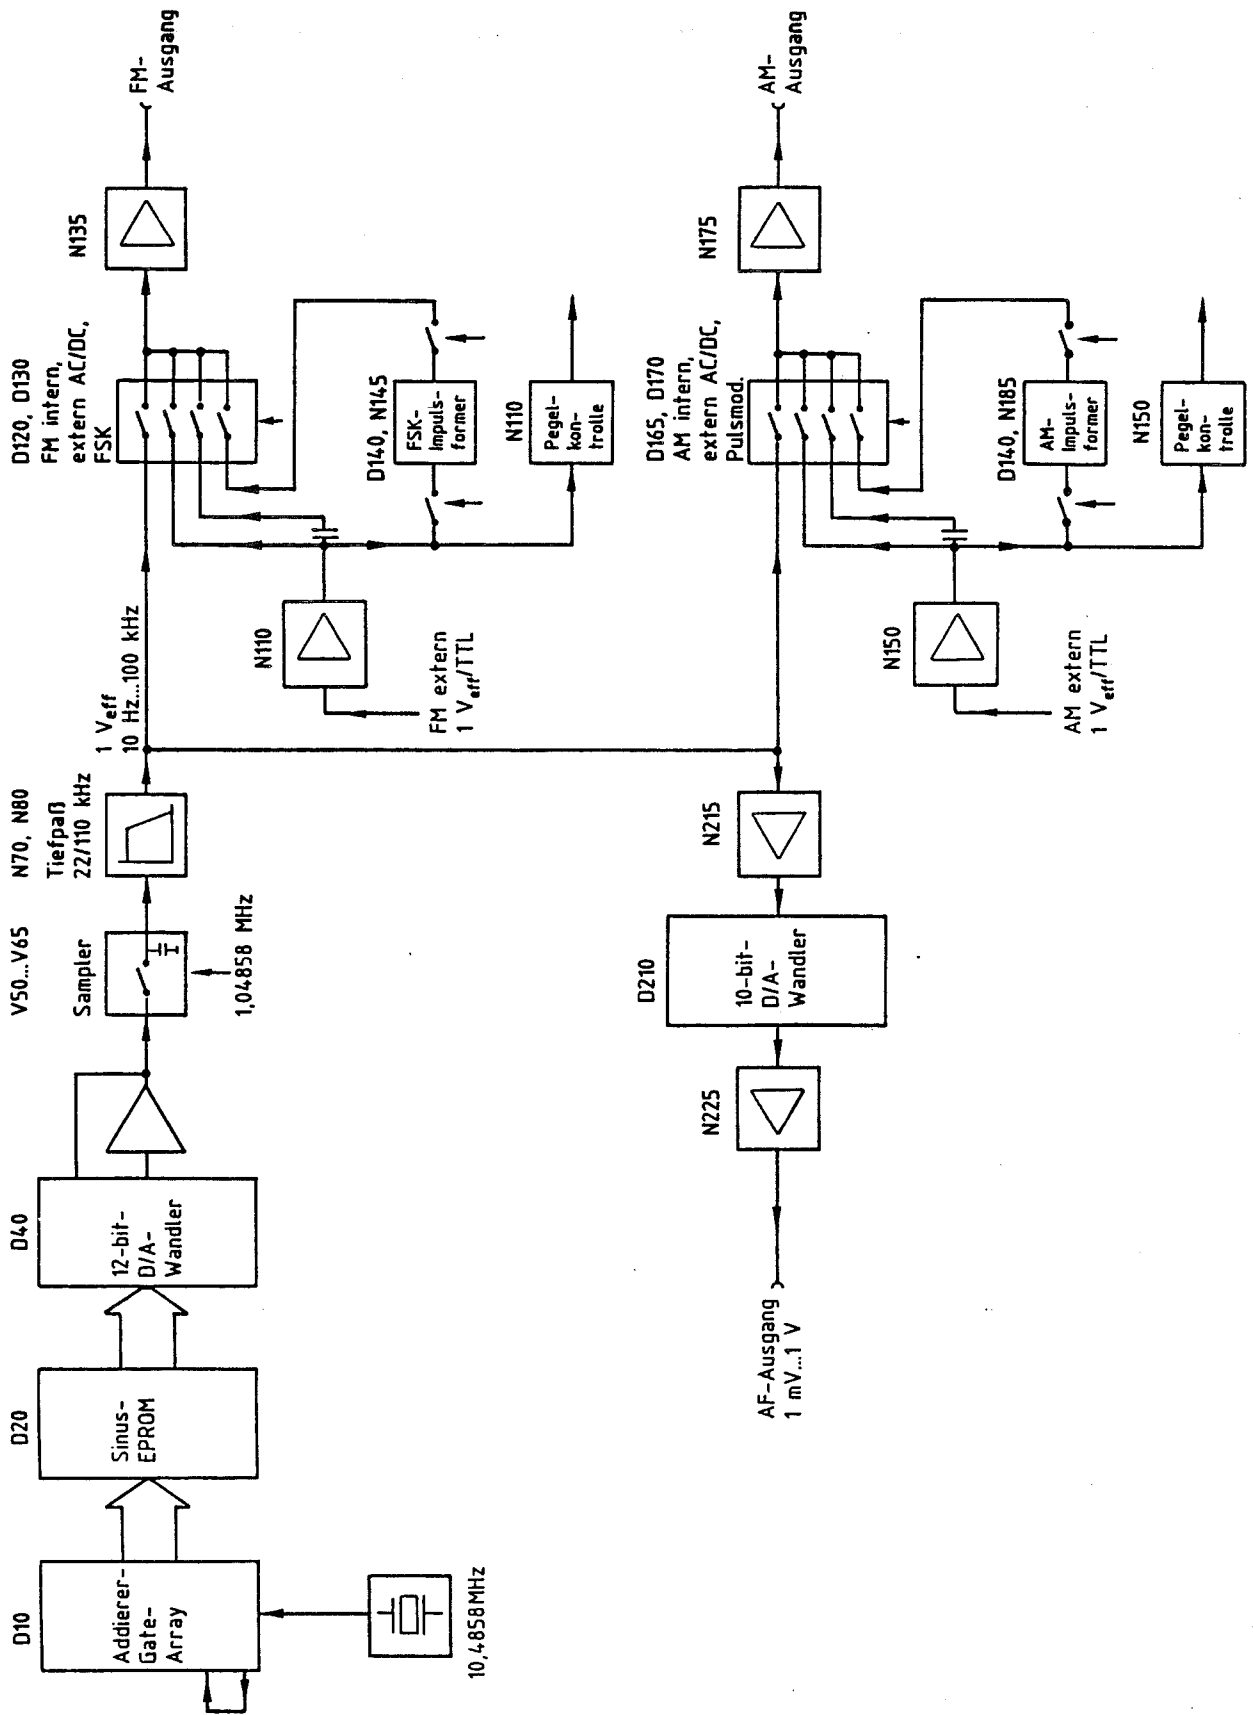 D10
Addierer-
Gate-
Array
10,4858MHz
D20
Sinus-
EPROM
D40
12-bit-
D/A-
Wandler
V50...V65
Sampler
1,04858 MHz
N70, N80
Tiefpaß
22/110 kHz
1 Veff
10 Hz...100 kHz
N110
FM extern
1 Veff/TTL
D120, D130
FM intern,
extern AC/DC,
FSK
D140, N145
FSK-
Impuls-
former
N110
Pegel-
kon-
trolle
N135
FM-
Ausgang
AF-Ausgang
1 mV...1 V
N225
D210
10-bit-
D/A-
Wandler
N215
N150
AM extern
1 Veff/TTL
D165, D170
AM intern,
extern AC/DC,
Pulsmod.
D140, N185
AM-
Impuls-
former
N150
Pegel-
kon-
trolle
N175
AM-
Ausgang